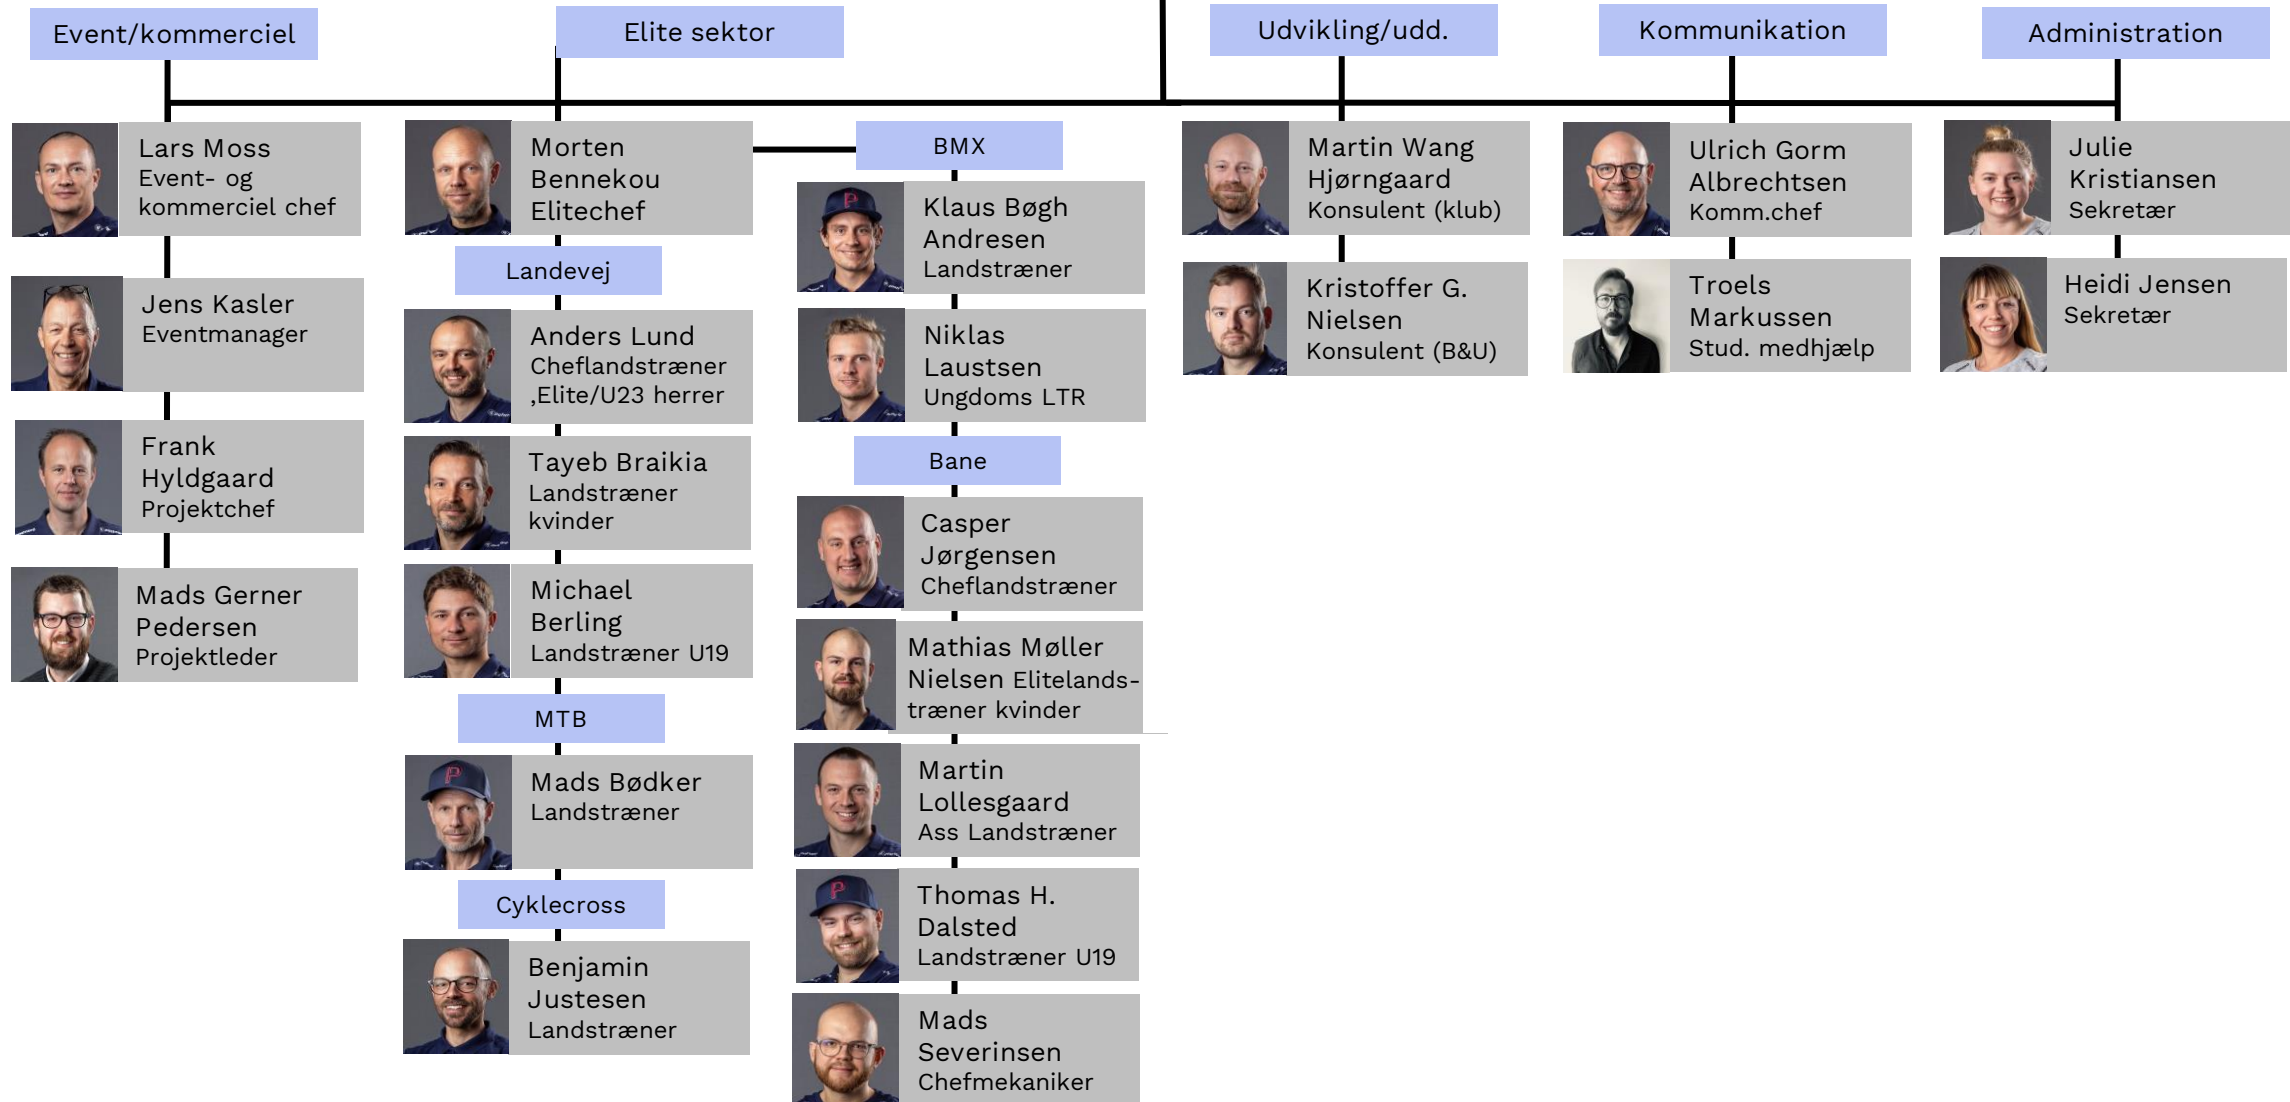 Event/kommerciel
Elite sektor
Udvikling/udd.
Kommunikation
Administration
Lars Moss
Event- og
kommerciel chef
Jens Kasler
Eventmanager
Frank
Hyldgaard
Projektchef
Mads Gerner
Pedersen
Projektleder
Morten
Bennekou
Elitechef
Landevej
Anders Lund
Cheflandstræner
,Elite/U23 herrer
Tayeb Braikia
Landstræner
kvinder
Michael
Berling
Landstræner U19
MTB
Mads Bødker
Landstræner
Cyklecross
Benjamin
Justesen
Landstræner
BMX
Klaus Bøgh
Andresen
Landstræner
Niklas
Laustsen
Ungdoms LTR
Bane
Casper
Jørgensen
Cheflandstræner
Mathias Møller
Nielsen Elitelands-
træner kvinder
Martin
Lollesgaard
Ass Landstræner
Thomas H.
Dalsted
Landstræner U19
Mads
Severinsen
Chefmekaniker
Martin Wang
Hjørngaard
Konsulent (klub)
Kristoffer G.
Nielsen
Konsulent (B&U)
Ulrich Gorm
Albrechtsen
Komm.chef
Troels
Markussen
Stud. medhjælp
Julie
Kristiansen
Sekretær
Heidi Jensen
Sekretær